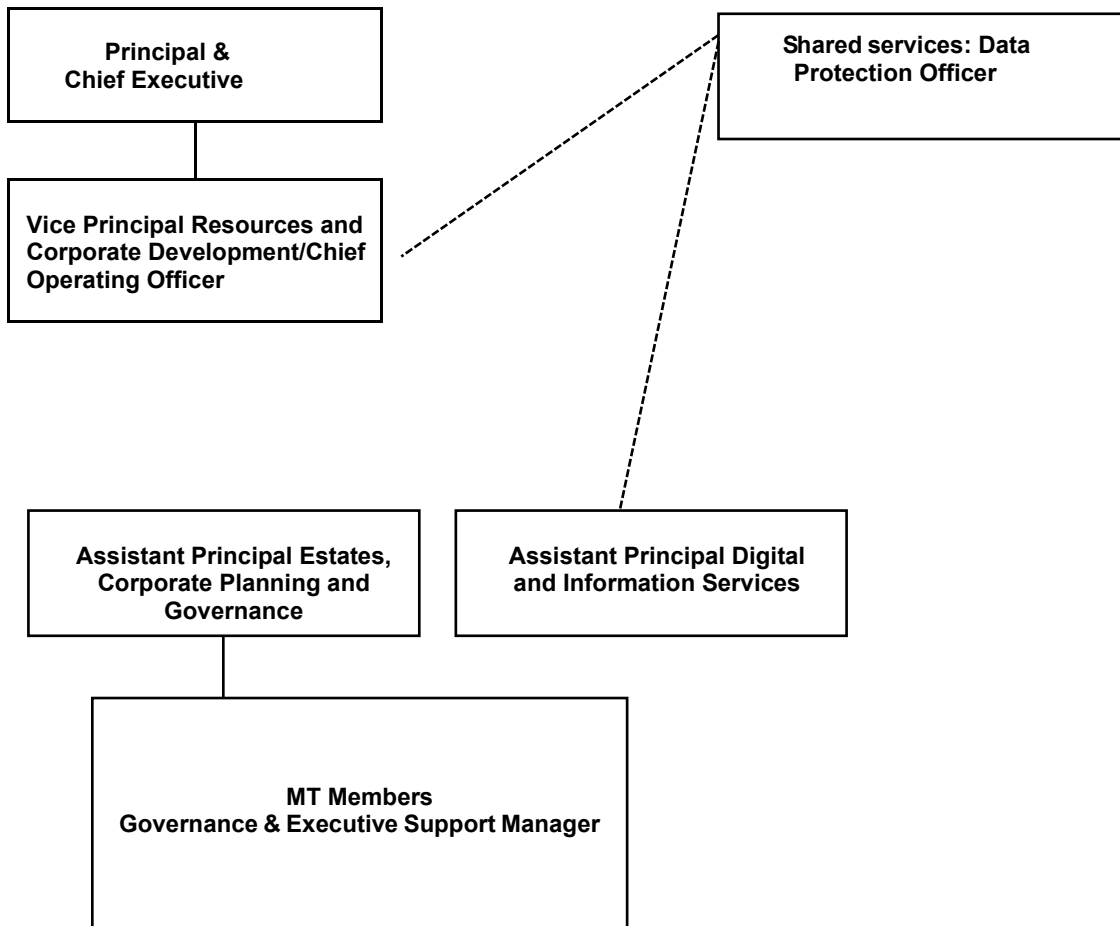 Principal &
Chief Executive
Shared services: Data
Protection Officer
Vice Principal Resources and
Corporate Development/Chief
Operating Officer
Assistant Principal Estates,
Corporate Planning and
Governance
Assistant Principal Digital
and Information Services
MT Members
Governance & Executive Support Manager